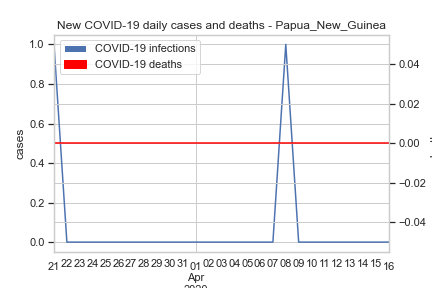 New COVID-19 daily cases and deaths - Papua_New_Guinea
COVID-19 infections
COVID-19 deaths
cases
1.0
0.8
0.6
0.4
0.2
0.0
0.04
0.02
0.00
−0.02
−0.04
21 22 23 24 25 26 27 28 29 30 31 01 02 03 04 05 06 07 08 09 10 11 12 13 14 15 16
Apr